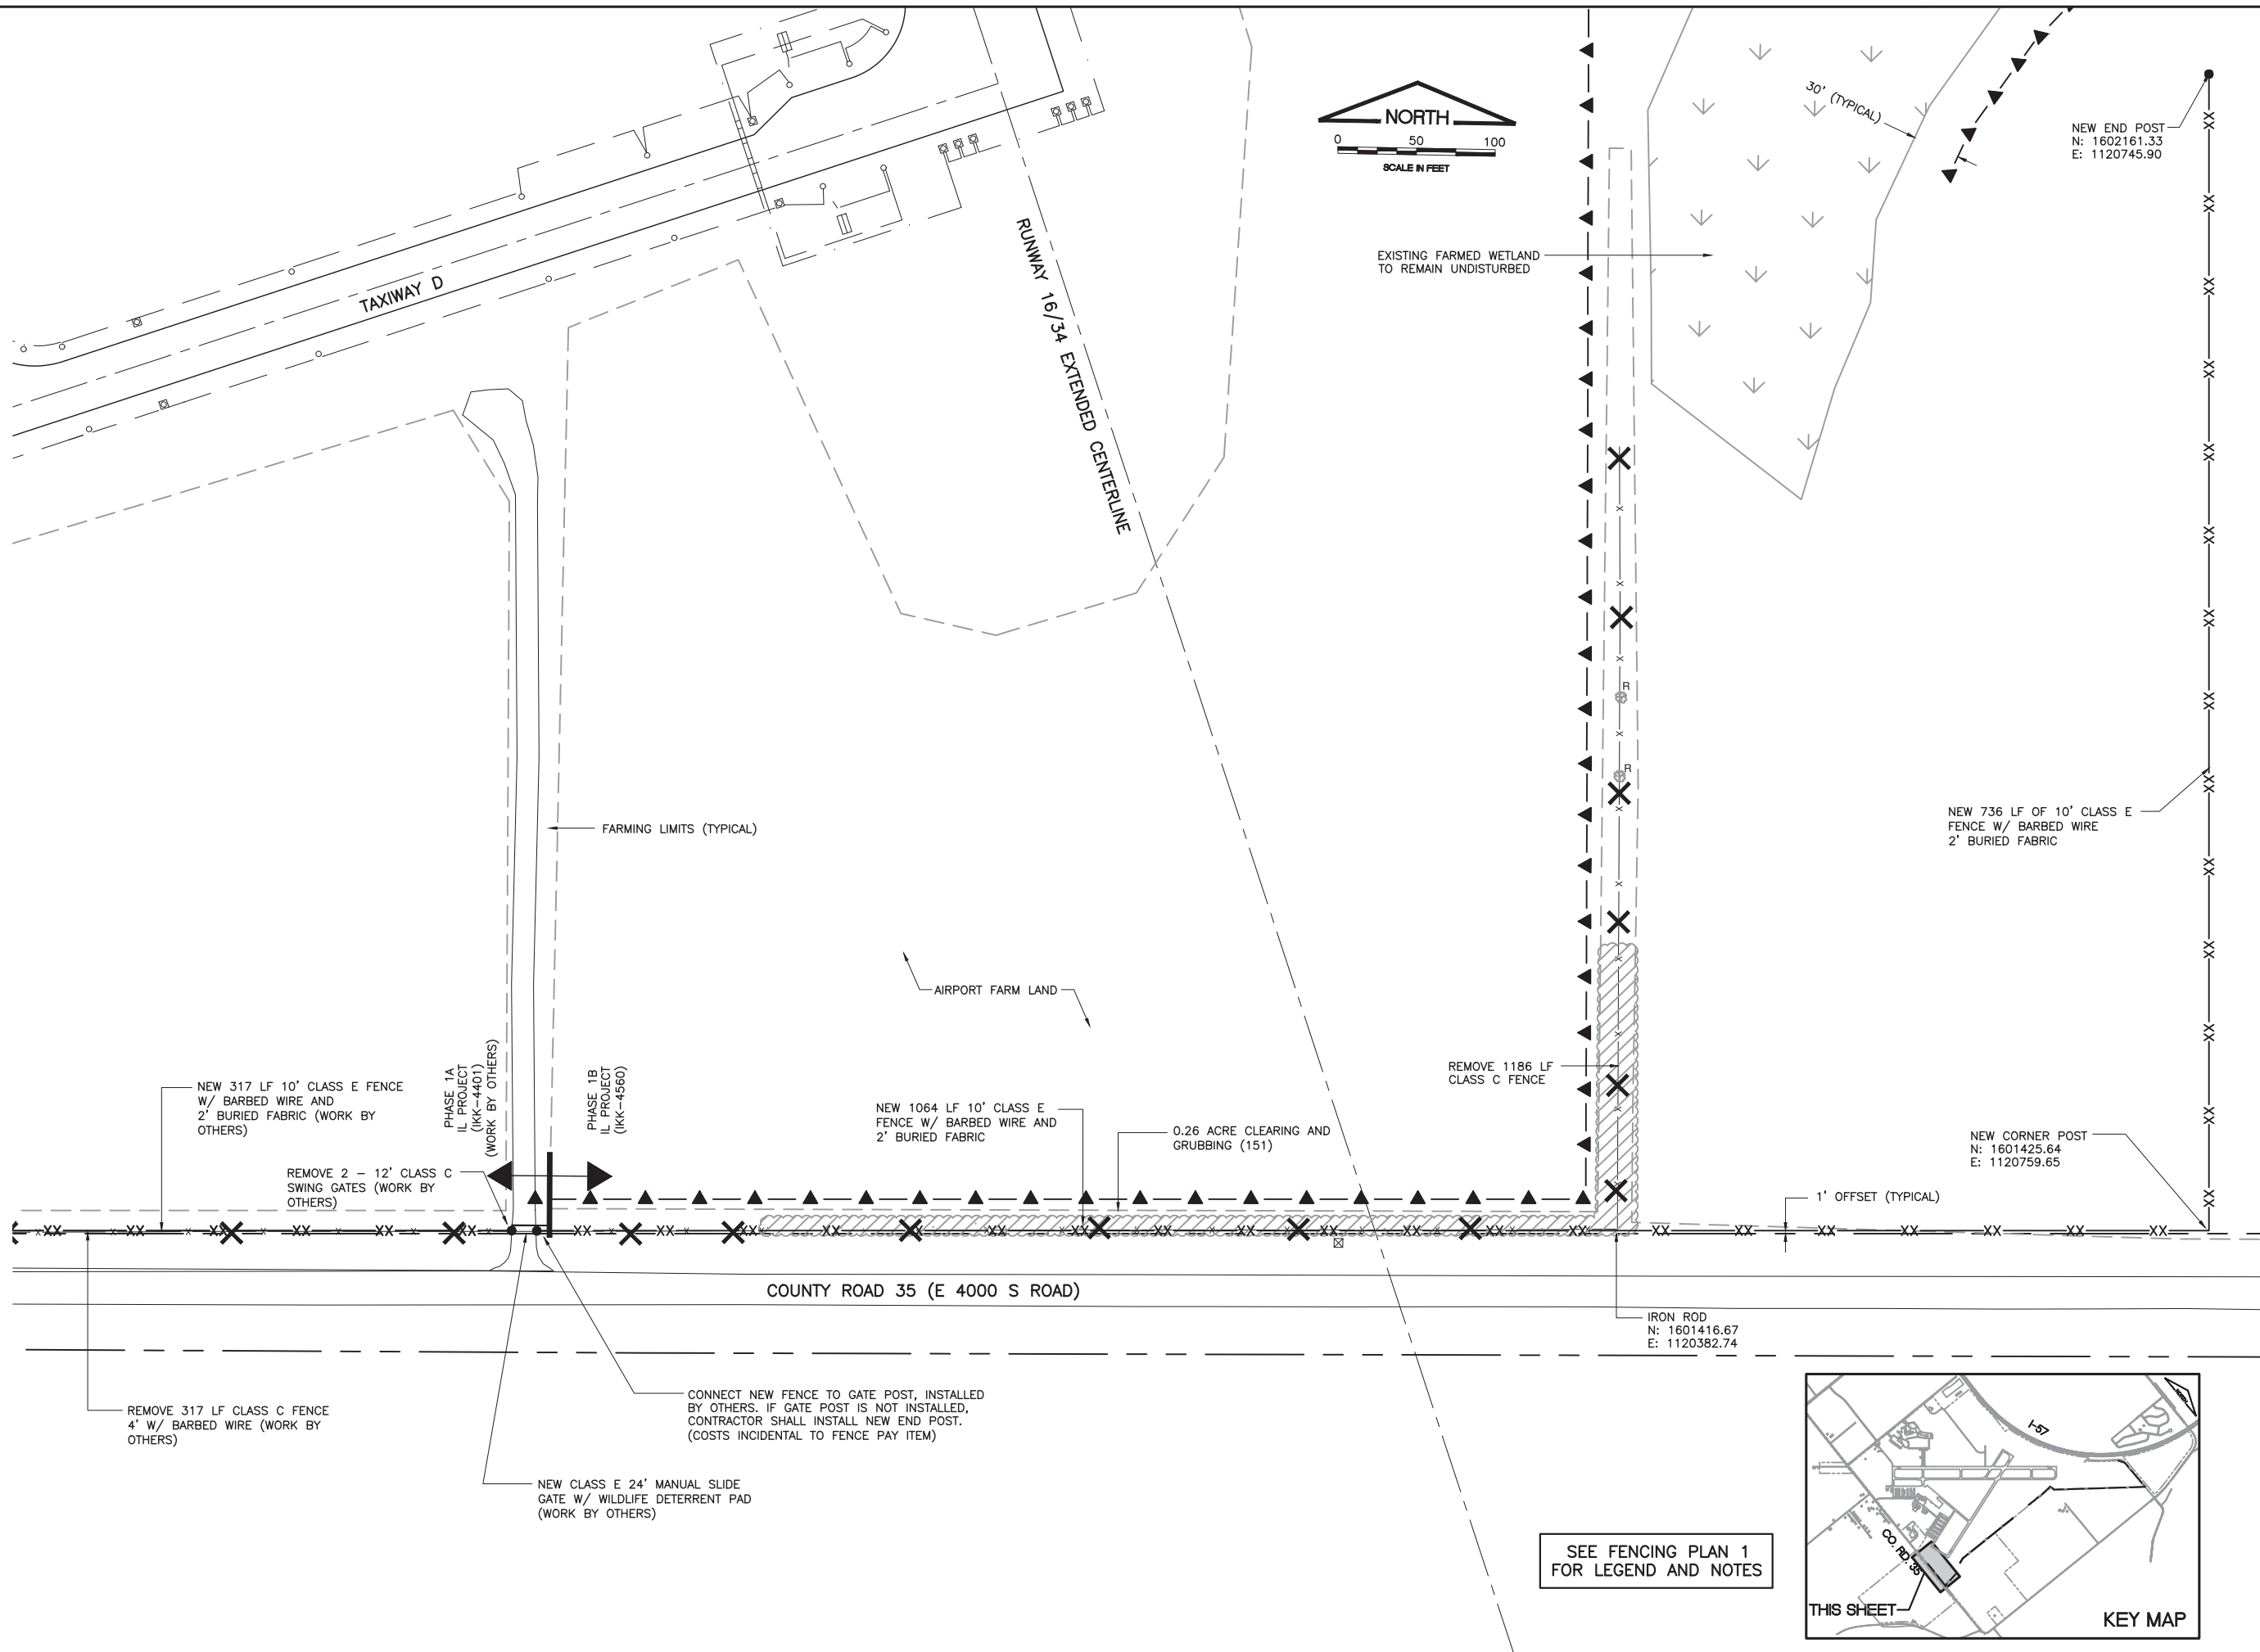 NORTH
0 50 100
SCALE IN FEET
30' (TYPICAL)
NEW END POST
N: 1602161.33
E: 1120745.90
TAXIWAY D
RUNWAY 16/34 EXTENDED CENTERLINE
EXISTING FARMED WETLAND
TO REMAIN UNDISTURBED
R
R
FARMING LIMITS (TYPICAL)
NEW 736 LF OF 10' CLASS E
FENCE W/ BARBED WIRE
2' BURIED FABRIC
AIRPORT FARM LAND
REMOVE 1186 LF
CLASS C FENCE
NEW 317 LF 10' CLASS E FENCE
W/ BARBED WIRE AND
2' BURIED FABRIC (WORK BY
OTHERS)
PHASE 1A
IL PROJECT
(IKK-4401)
(WORK BY OTHERS)
PHASE 1B
IL PROJECT
(IKK-4560)
NEW 1064 LF 10' CLASS E
FENCE W/ BARBED WIRE AND
2' BURIED FABRIC
0.26 ACRE CLEARING AND
GRUBBING (151)
NEW CORNER POST
N: 1601425.64
E: 1120759.65
REMOVE 2 – 12' CLASS C
SWING GATES (WORK BY
OTHERS)
1' OFFSET (TYPICAL)
COUNTY ROAD 35 (E 4000 S ROAD)
IRON ROD
N: 1601416.67
E: 1120382.74
REMOVE 317 LF CLASS C FENCE
4' W/ BARBED WIRE (WORK BY
OTHERS)
CONNECT NEW FENCE TO GATE POST, INSTALLED
BY OTHERS. IF GATE POST IS NOT INSTALLED,
CONTRACTOR SHALL INSTALL NEW END POST.
(COSTS INCIDENTAL TO FENCE PAY ITEM)
NEW CLASS E 24' MANUAL SLIDE
GATE W/ WILDLIFE DETERRENT PAD
(WORK BY OTHERS)
SEE FENCING PLAN 1
FOR LEGEND AND NOTES
I-57
CO. RD. 35
THIS SHEET
KEY MAP